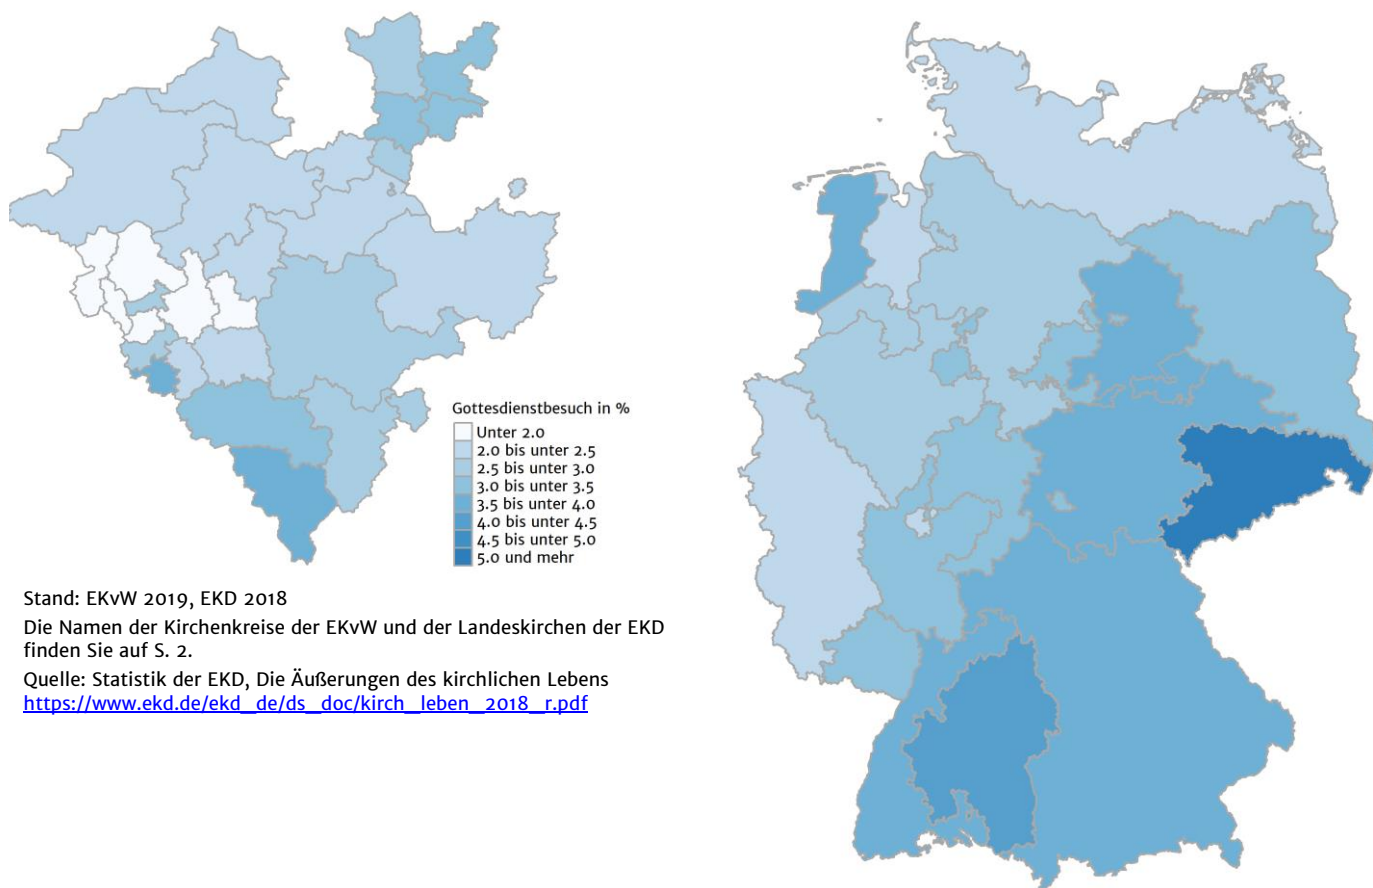 Gottesdienstbesuch in %
Unter 2.0
2.0 bis unter 2.5
2.5 bis unter 3.0
3.0 bis unter 3.5
3.5 bis unter 4.0
4.0 bis unter 4.5
4.5 bis unter 5.0
5.0 und mehr
Stand: EKvW 2019, EKD 2018
Die Namen der Kirchenkreise der EKvW und der Landeskirchen der EKD
finden Sie auf S. 2.
Quelle: Statistik der EKD, Die Äußerungen des kirchlichen Lebens
https://www.ekd.de/ekd_de/ds_doc/kirch_leben_2018_r.pdf